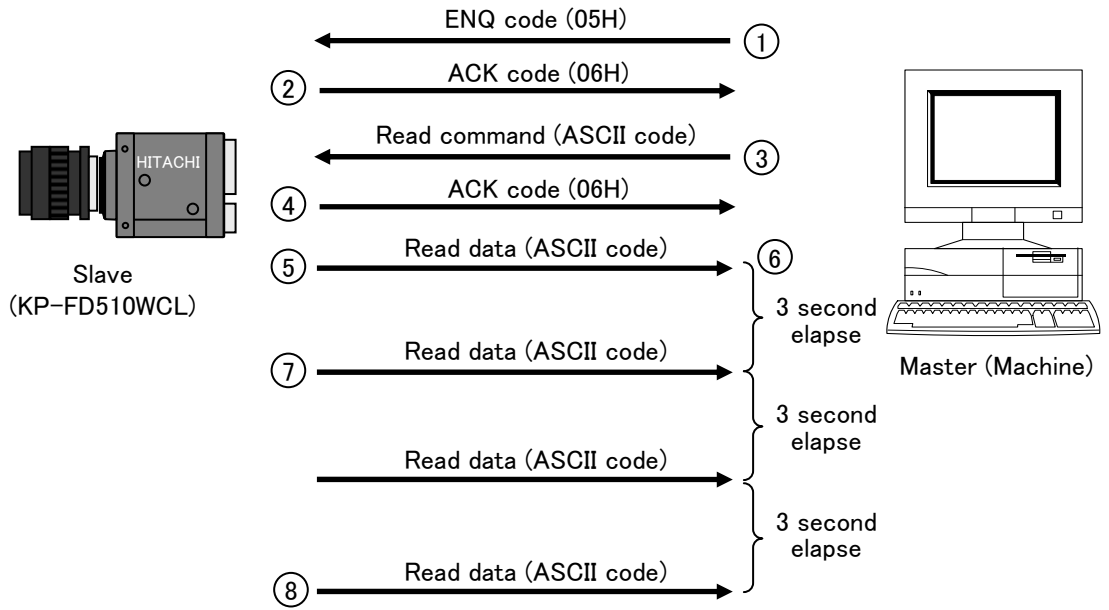 ENQ code (05H)
①
② ACK code (06H)
Read command (ASCII code)
③
HITACHI
④ ACK code (06H)
⑤ Read data (ASCII code)
⑥
Slave
(KP-FD510WCL)
3 second
elapse
⑦ Read data (ASCII code)
Master (Machine)
3 second
elapse
Read data (ASCII code)
3 second
elapse
⑧ Read data (ASCII code)